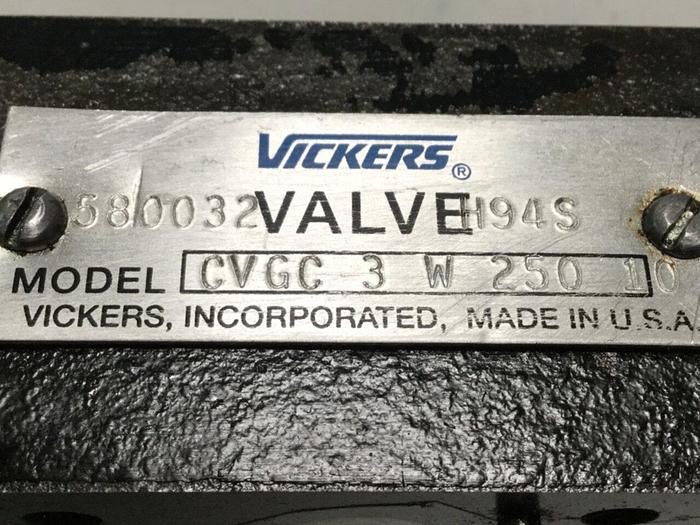 VICKERS®
580032 VALVE H94S
MODEL CVGC 3 W 250 10
VICKERS, INCORPORATED, MADE IN U.S.A